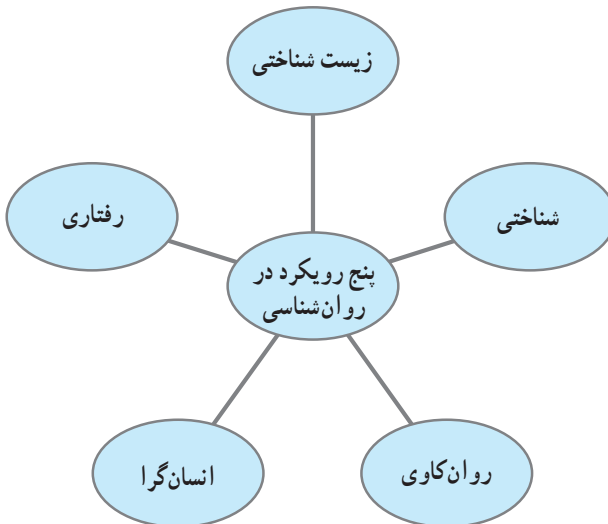 زیست شناختی
شناختی
رفتاری
پنج رویکرد در
روان‌شناسی
روان‌کاوی
انسان‌گرا